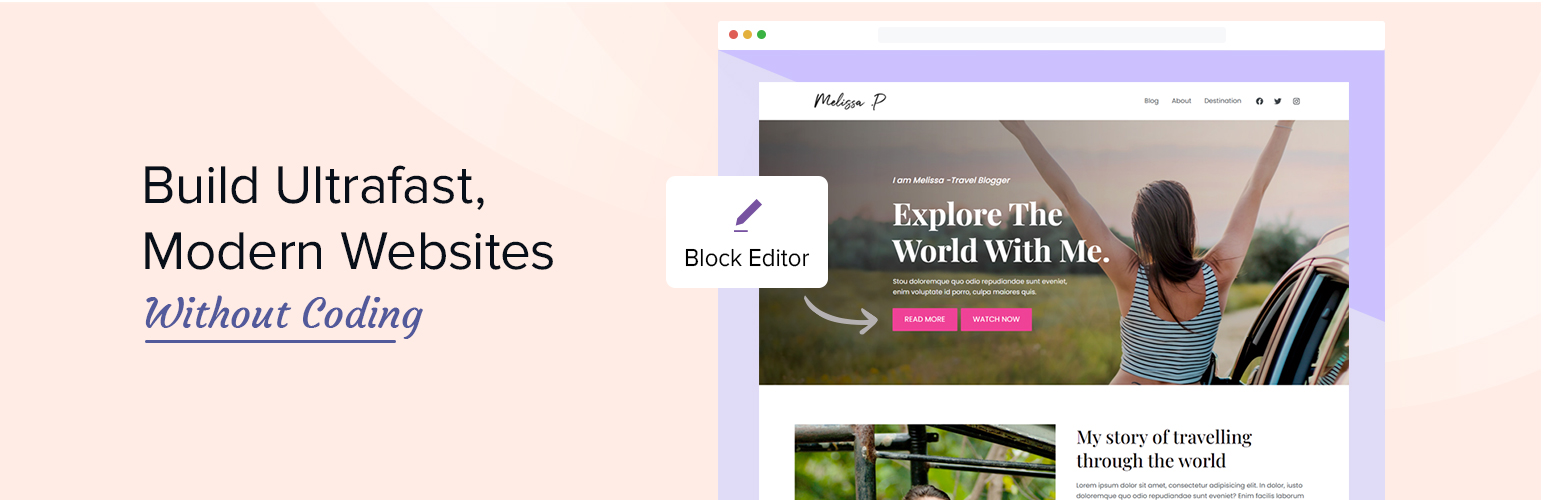 Build Ultrafast,
Modern Websites
Without Coding
Block Editor
Melissa .P
Blog About Destination
I am Melissa -Travel Blogger
Explore The
World With Me.
Stou doloremque quo odio repudiandae sunt eveniet,
enim voluptate id porro, culpa maiores quis.
READ MORE WATCH NOW
My story of travelling
through the world
Lorem ipsum dolor sit amet, consectetur adipisicing elit. In dolor, iusto
doloremque quo odio repudiandae sunt eveniet? Enim facilis laborum